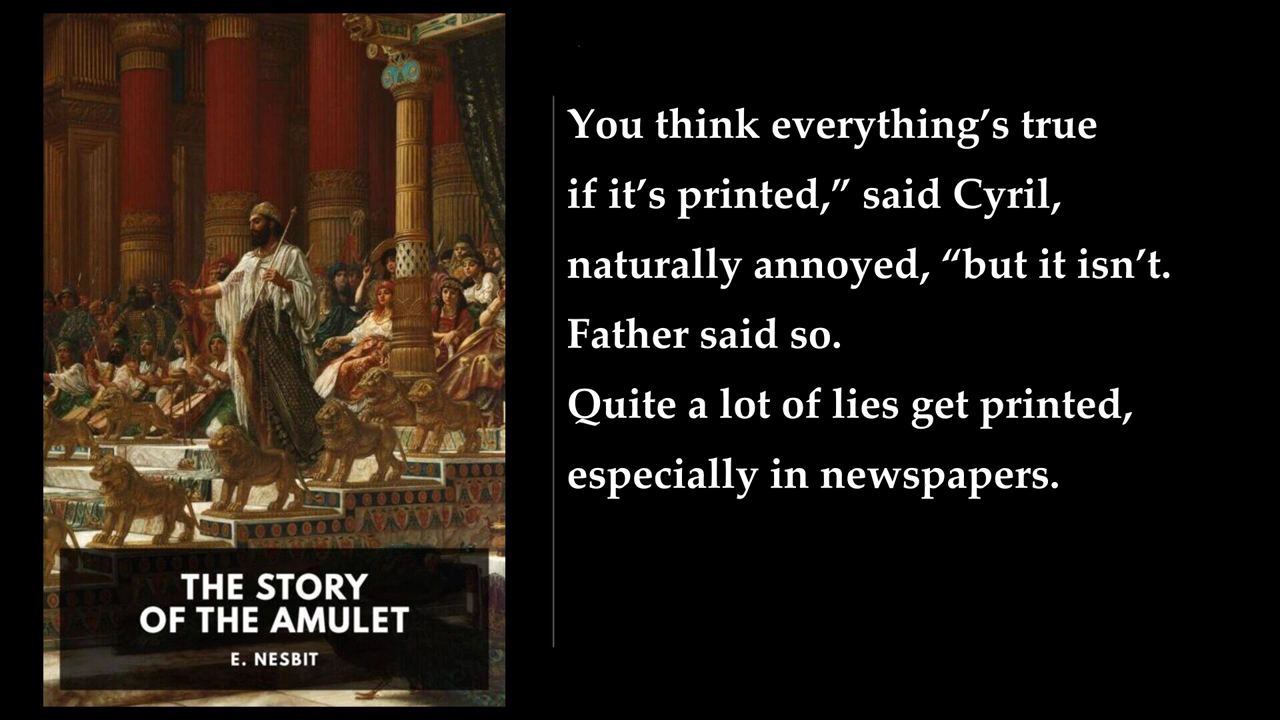 You think everything’s true
if it’s printed,” said Cyril,
naturally annoyed, “but it isn’t.
Father said so.
Quite a lot of lies get printed,
especially in newspapers.
THE STORY
OF THE AMULET
E. NESBIT